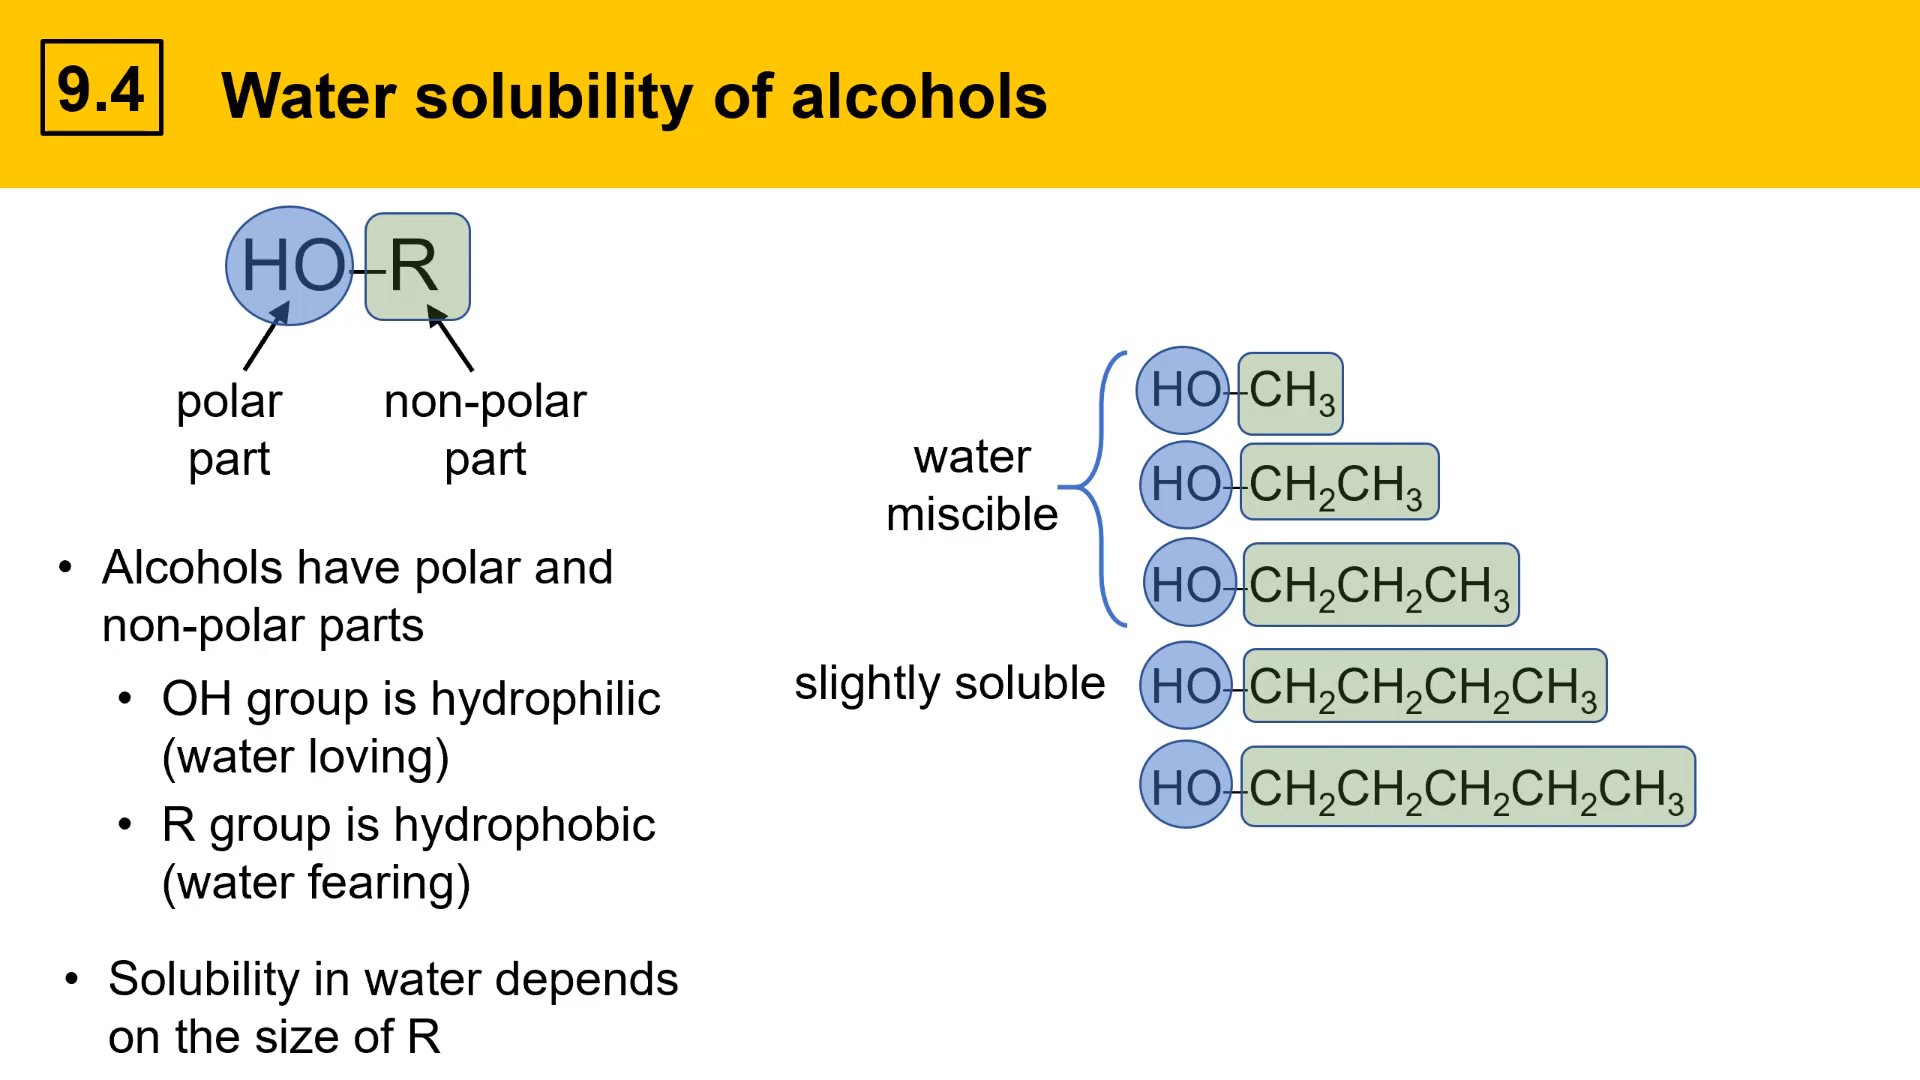 9.4 Water solubility of alcohols
HO–R
polar part
non-polar part
• Alcohols have polar and
non-polar parts
• OH group is hydrophilic
(water loving)
• R group is hydrophobic
(water fearing)
• Solubility in water depends
on the size of R
water
miscible
HO–CH₃
HO–CH₂CH₃
HO–CH₂CH₂CH₃
slightly soluble HO–CH₂CH₂CH₂CH₃
HO–CH₂CH₂CH₂CH₂CH₃